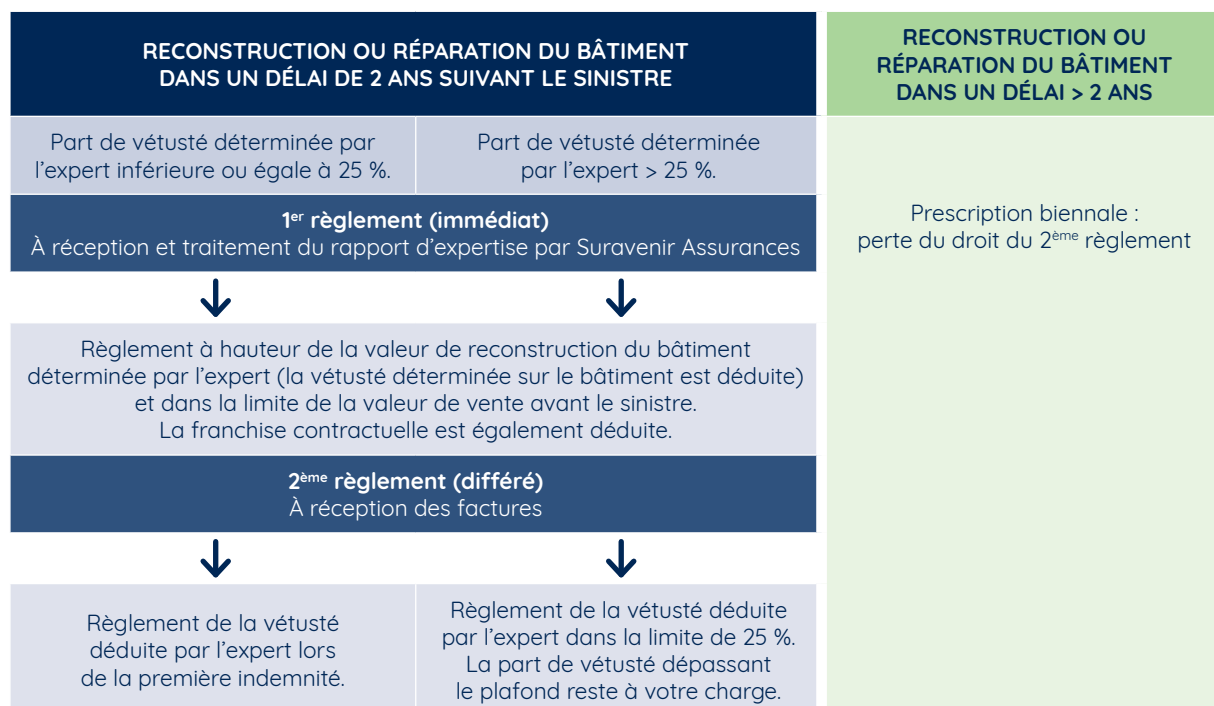 RECONSTRUCTION OU RÉPARATION DU BÂTIMENT
DANS UN DÉLAI DE 2 ANS SUIVANT LE SINISTRE
RECONSTRUCTION OU
RÉPARATION DU BÂTIMENT
DANS UN DÉLAI > 2 ANS
Part de vétusté déterminée par
l'expert inférieure ou égale à 25 %.
Part de vétusté déterminée
par l'expert > 25 %.
1er règlement (immédiat)
À réception et traitement du rapport d'expertise par Suravenir Assurances
Prescription biennale :
perte du droit du 2ème règlement
Règlement à hauteur de la valeur de reconstruction du bâtiment
déterminée par l'expert (la vétusté déterminée sur le bâtiment est déduite)
et dans la limite de la valeur de vente avant le sinistre.
La franchise contractuelle est également déduite.
2ème règlement (différé)
À réception des factures
Règlement de la vétusté
déduite par l'expert lors
de la première indemnité.
Règlement de la vétusté déduite
par l'expert dans la limite de 25 %.
La part de vétusté dépassant
le plafond reste à votre charge.